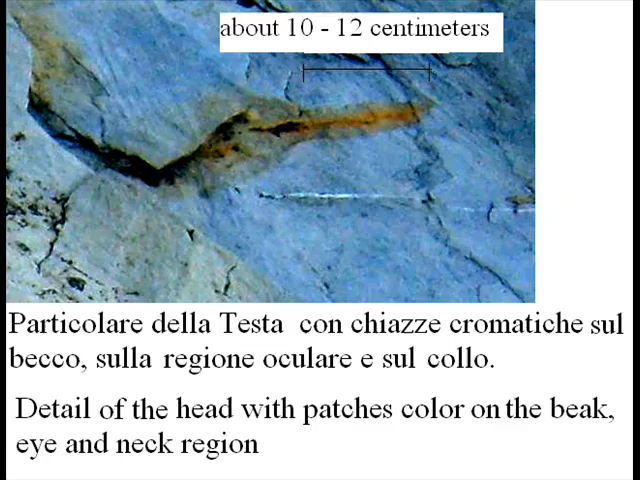 about 10 - 12 centimeters
Particolare della Testa con chiazze cromatiche sul
becco, sulla regione oculare e sul collo.
Detail of the head with patches color on the beak,
eye and neck region